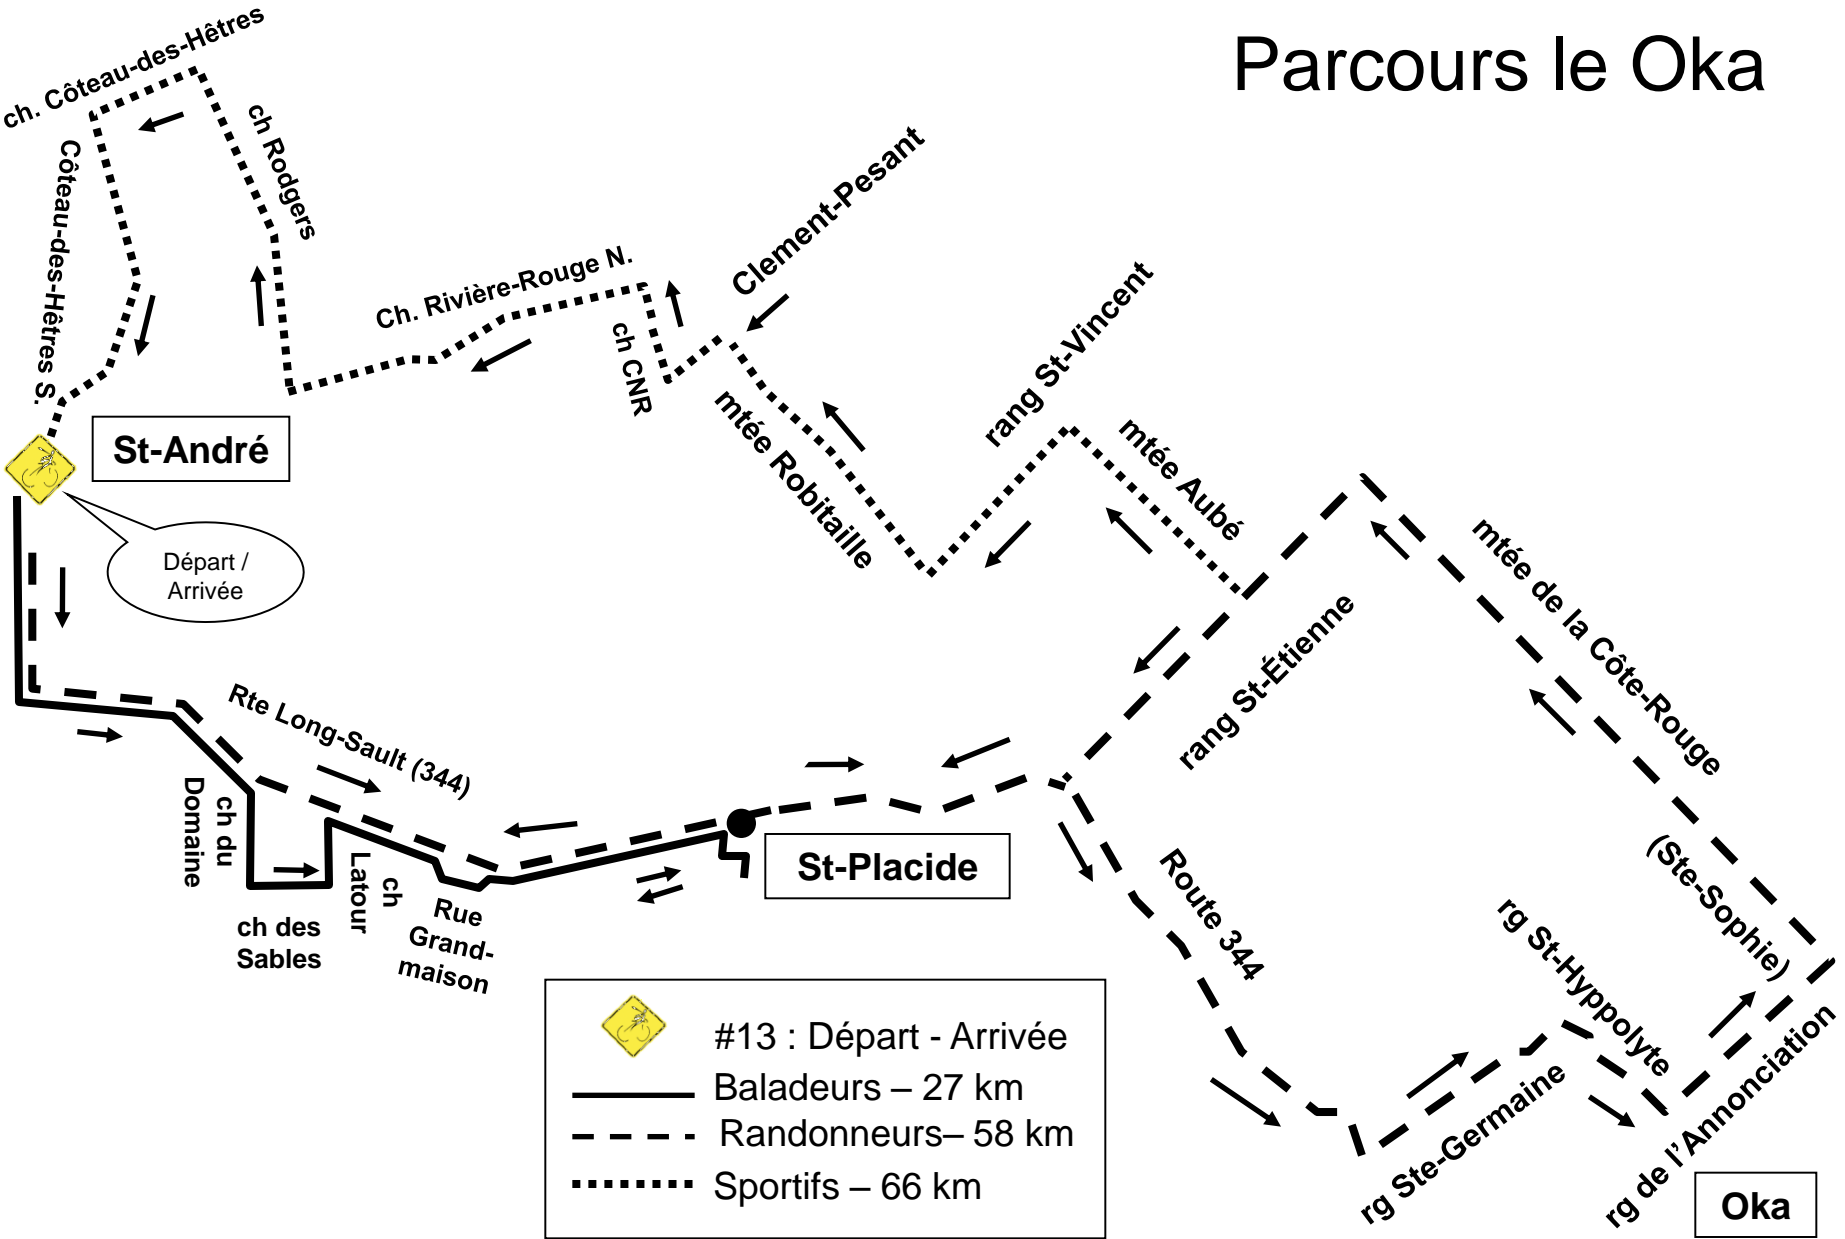 Parcours le Oka
ch. Côteau-des-Hêtres
ch Rodgers
Côteau-des-Hêtres S.
Ch. Rivière-Rouge N.
ch CNR
Clement-Pesant
mtée Robitaille
rang St-Vincent
mtée Aubé
St-André
Départ /
Arrivée
mtée de la Côte-Rouge
(Ste-Sophie)
rang St-Étienne
Rte Long-Sault (344)
ch du
Domaine
ch des
Sables
ch
Latour
Rue
Grand-
maison
St-Placide
Route 344
rg St-Hyppolyte
rg Ste-Germaine
rg de l'Annonciation
Oka
#13 : Départ - Arrivée
Baladeurs – 27 km
Randonneurs– 58 km
Sportifs – 66 km